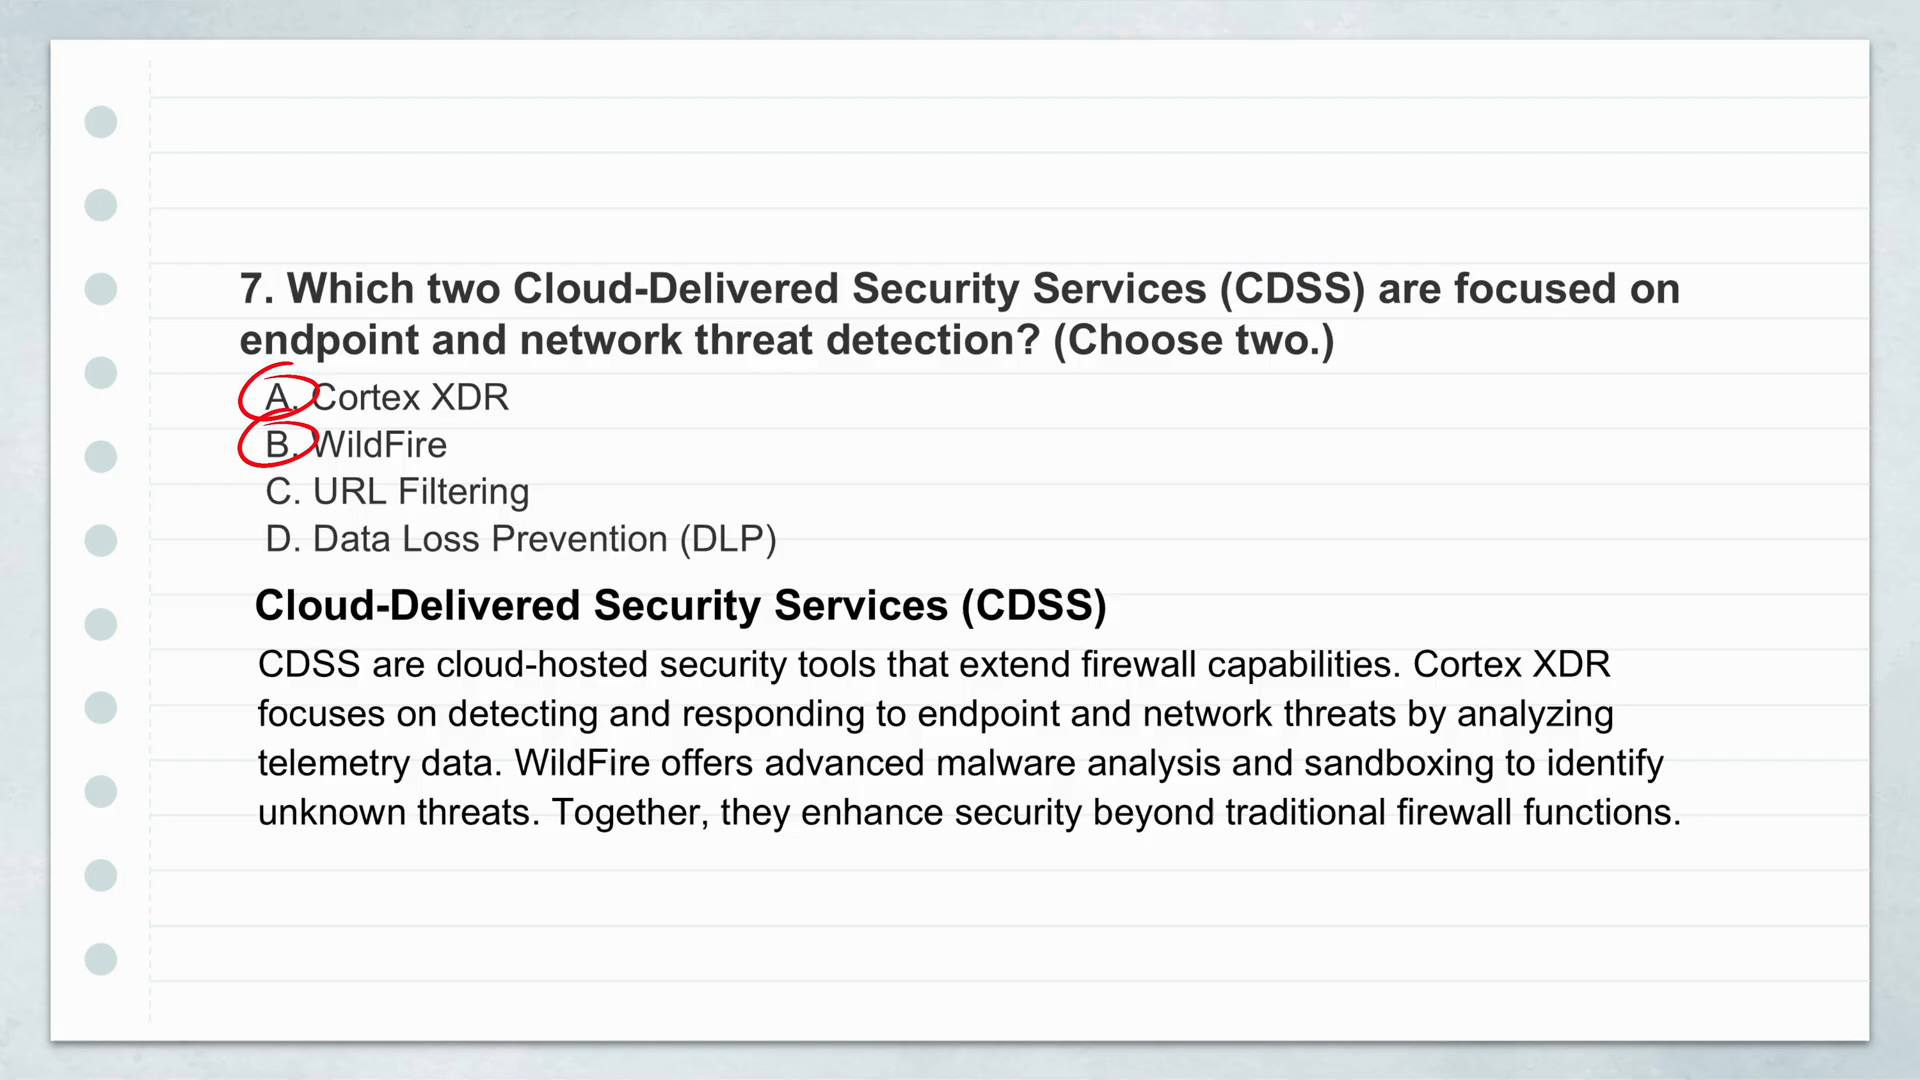 7. Which two Cloud-Delivered Security Services (CDSS) are focused on
endpoint and network threat detection? (Choose two.)
A. Cortex XDR
B. WildFire
C. URL Filtering
D. Data Loss Prevention (DLP)
Cloud-Delivered Security Services (CDSS)
CDSS are cloud-hosted security tools that extend firewall capabilities. Cortex XDR
focuses on detecting and responding to endpoint and network threats by analyzing
telemetry data. WildFire offers advanced malware analysis and sandboxing to identify
unknown threats. Together, they enhance security beyond traditional firewall functions.